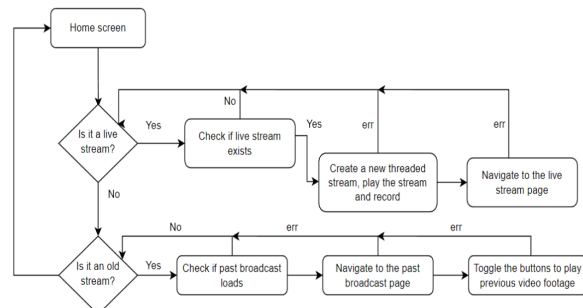 Home screen
No
err
err
Is it a live
stream?
Yes
Check if live stream
exists
Yes
Create a new threaded
stream, play the stream
and record
Navigate to the live
stream page
No
No
err
err
Is it an old
stream?
Yes
Check if past broadcast
loads
Navigate to the past
broadcast page
Toggle the buttons to play
previous video footage